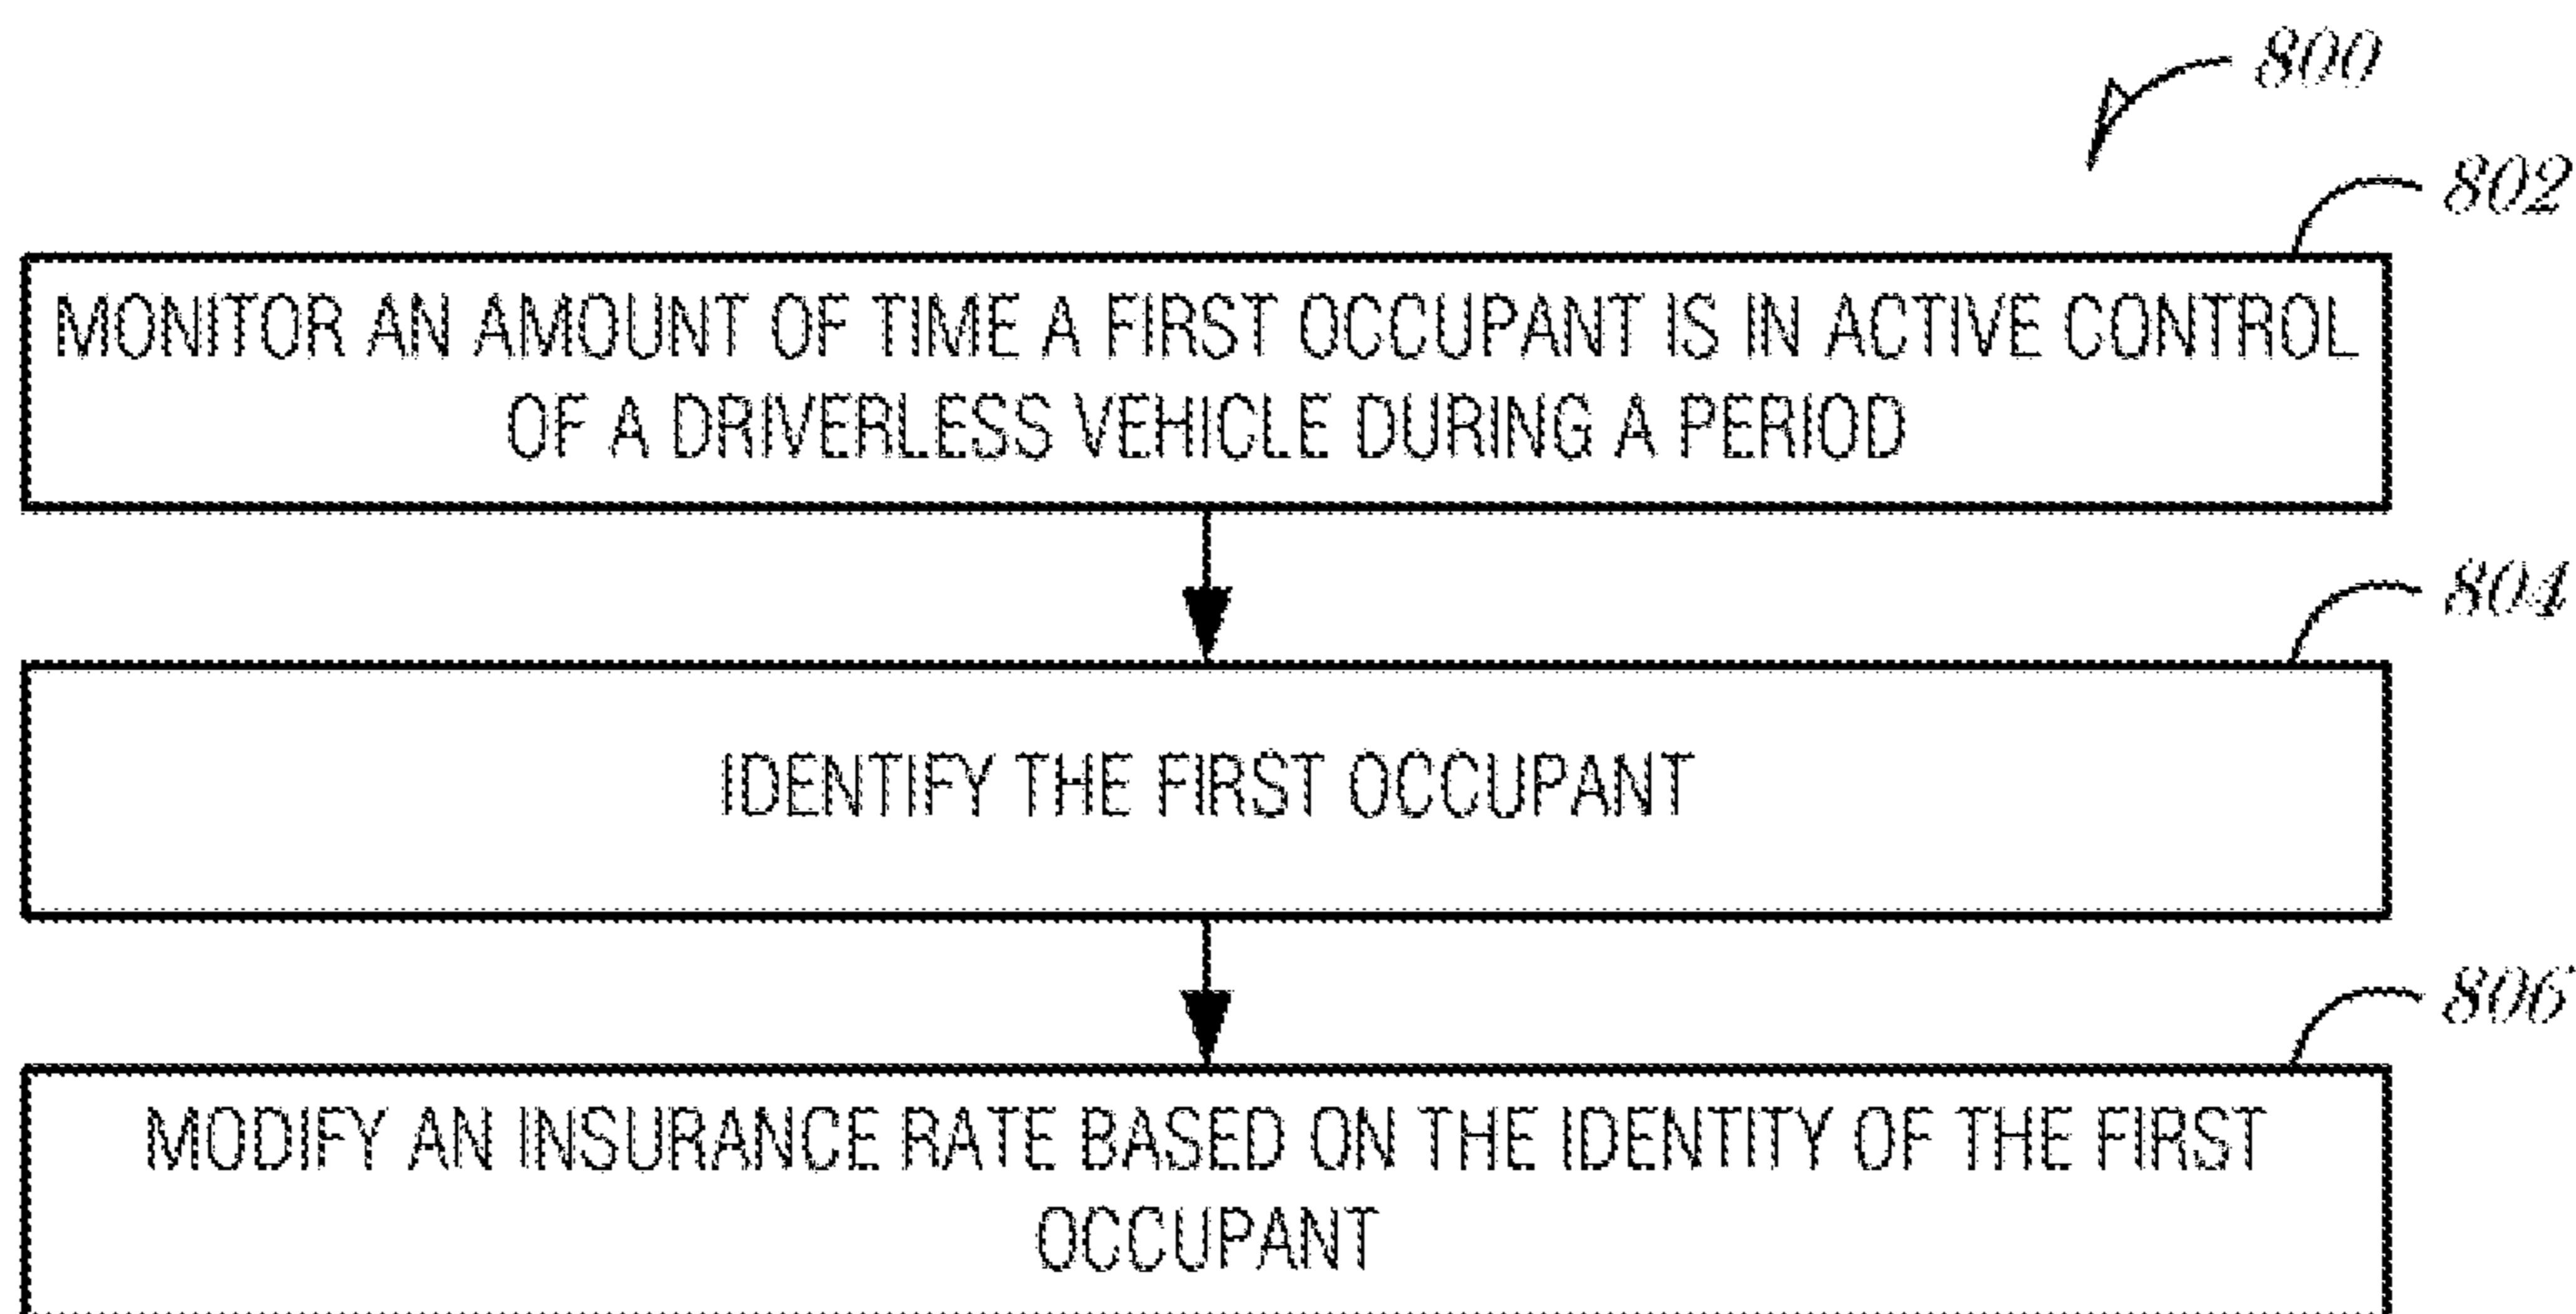 800
802
MONITOR AN AMOUNT OF TIME A FIRST OCCUPANT IS IN ACTIVE CONTROL
OF A DRIVERLESS VEHICLE DURING A PERIOD
804
IDENTIFY THE FIRST OCCUPANT
806
MODIFY AN INSURANCE RATE BASED ON THE IDENTITY OF THE FIRST
OCCUPANT